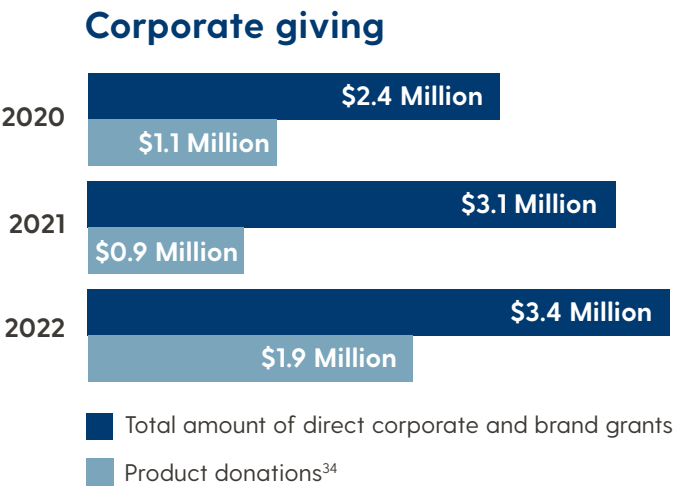 Corporate giving
$2.4 Million
2020
$1.1 Million
$3.1 Million
2021
$0.9 Million
$3.4 Million
2022
$1.9 Million
Total amount of direct corporate and brand grants
Product donations³⁴